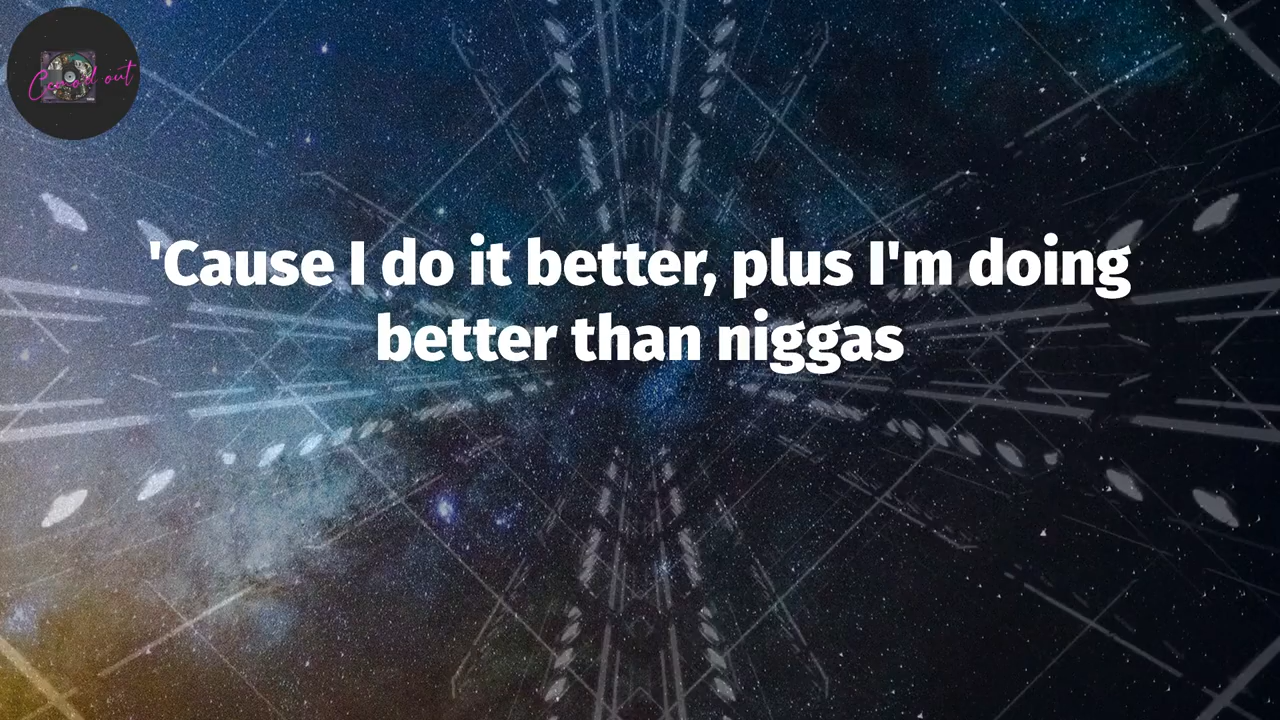 'Cause I do it better, plus I'm doing
better than niggas